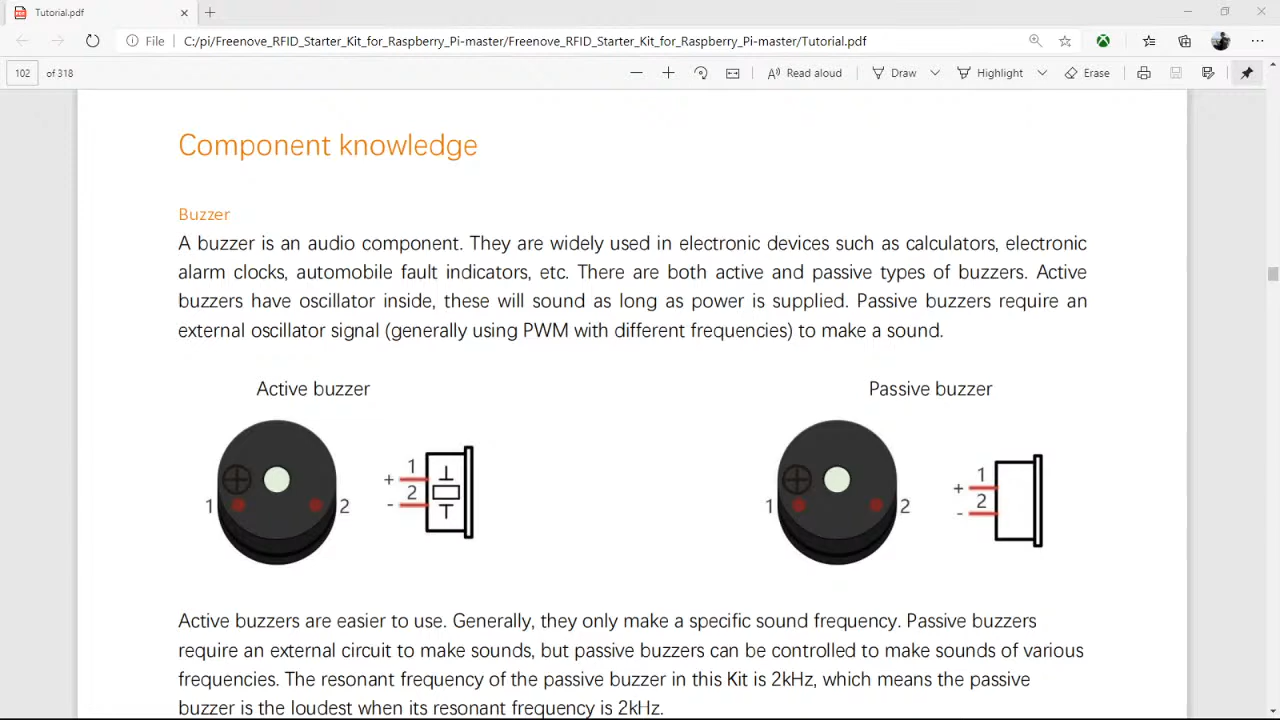 Tutorial.pdf
File
C:/pi/Freenove_RFID_Starter_Kit_for_Raspberry_Pi-master/Freenove_RFID_Starter_Kit_for_Raspberry_Pi-master/Tutorial.pdf
102 of 318
Read aloud
Draw
Highlight
Erase
Component knowledge
Buzzer
A buzzer is an audio component. They are widely used in electronic devices such as calculators, electronic
alarm clocks, automobile fault indicators, etc. There are both active and passive types of buzzers. Active
buzzers have oscillator inside, these will sound as long as power is supplied. Passive buzzers require an
external oscillator signal (generally using PWM with different frequencies) to make a sound.
Active buzzer
Passive buzzer
1 2
+ 1
- 2
1 2
+ 1
- 2
Active buzzers are easier to use. Generally, they only make a specific sound frequency. Passive buzzers
require an external circuit to make sounds, but passive buzzers can be controlled to make sounds of various
frequencies. The resonant frequency of the passive buzzer in this Kit is 2kHz, which means the passive
buzzer is the loudest when its resonant frequency is 2kHz.